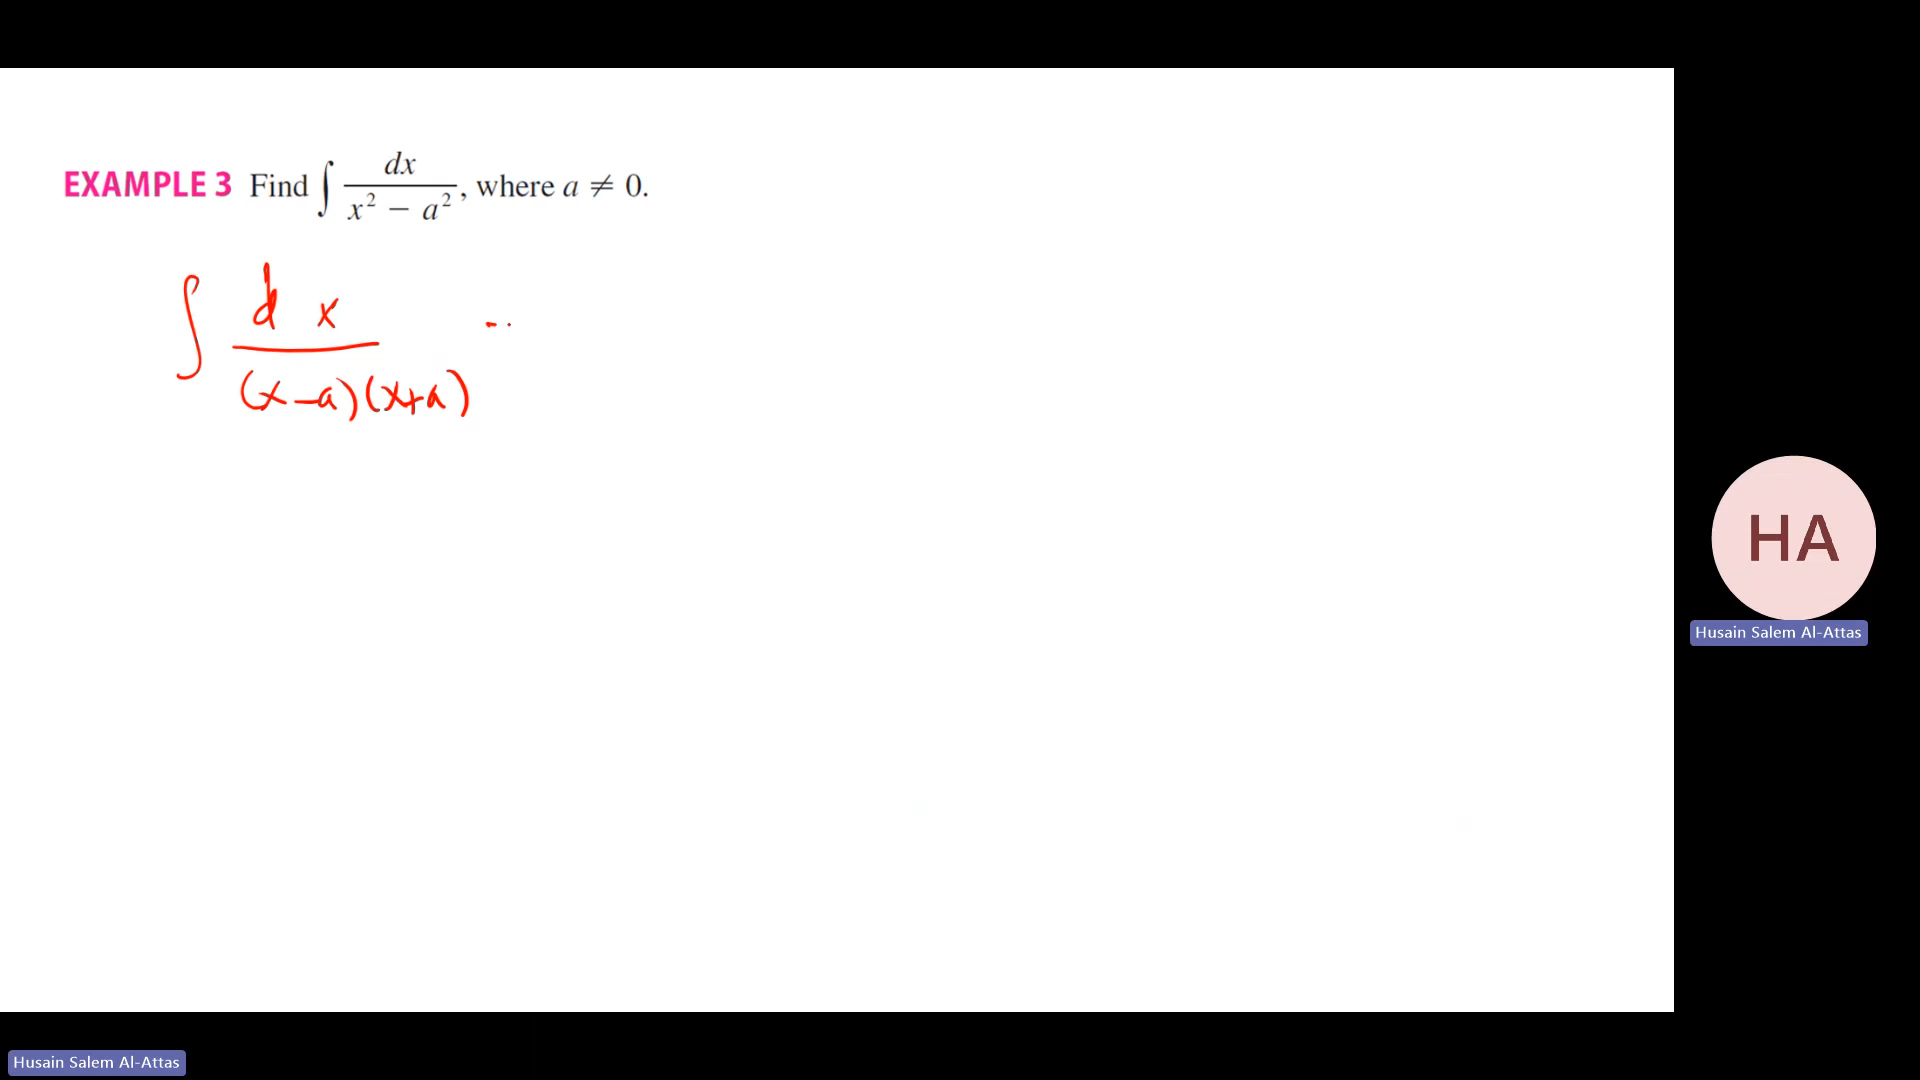 EXAMPLE 3 Find ∫ dx / (x² − a²), where a ≠ 0.
∫ dx / (x−a)(x+a)
HA
Husain Salem Al-Attas
Husain Salem Al-Attas